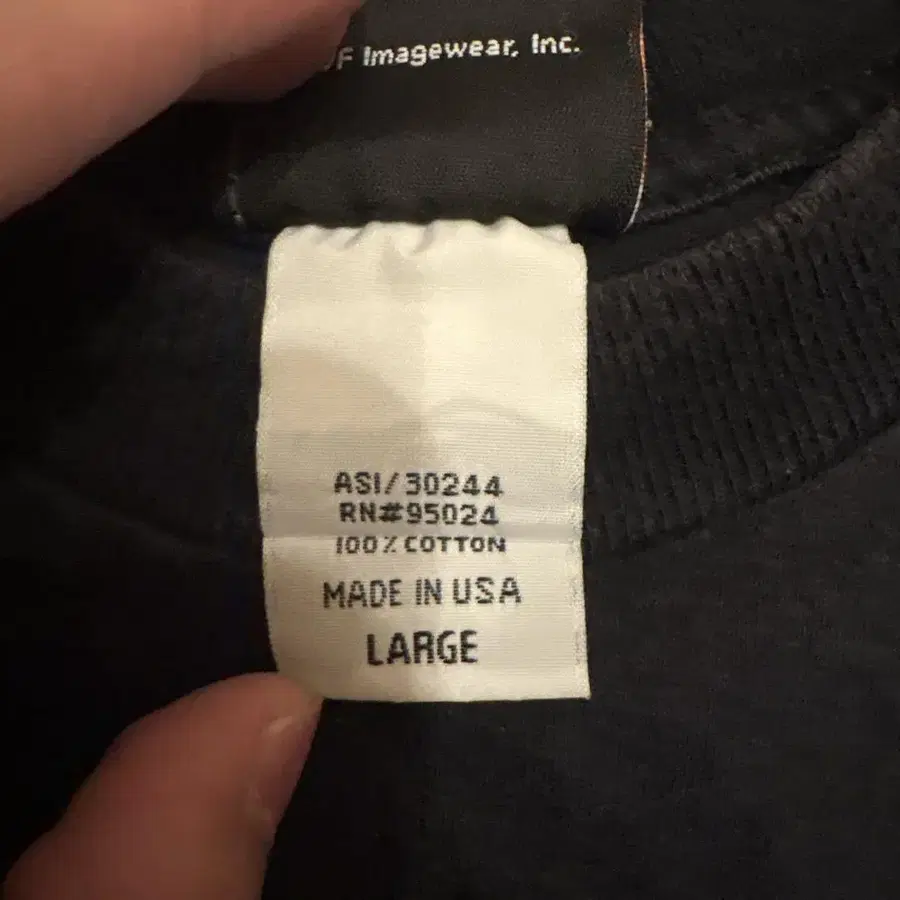 Imagewear, Inc.
ASI/30244
RN#95024
100% COTTON
MADE IN USA
LARGE